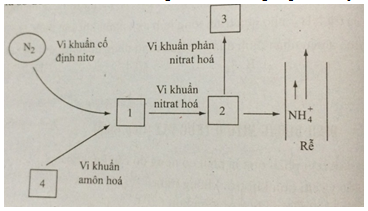 3
N₂
Vi khuẩn cố
định nitơ
Vi khuẩn phản
nitrat hoá
Vi khuẩn
nitrat hoá
1
2
NH₄⁺
Rễ
4
Vi khuẩn
amôn hoá